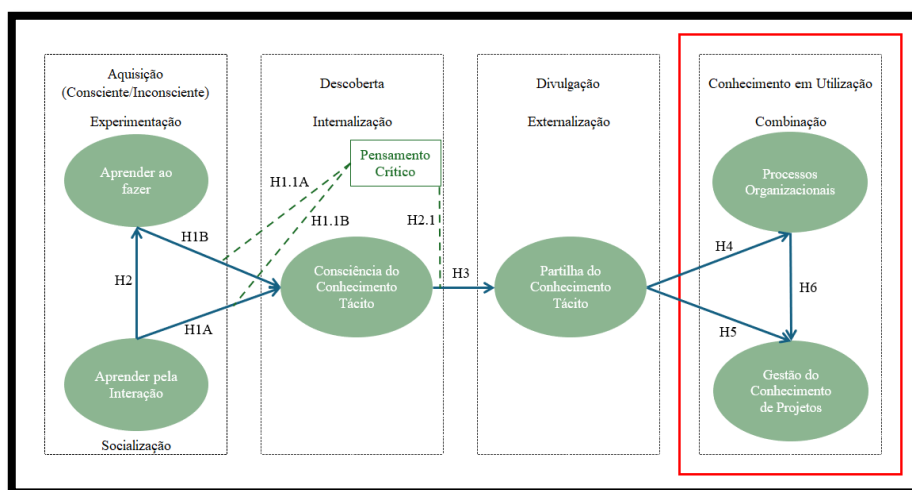 Aquisição
(Consciente/Inconsciente)
Experimentação
Aprender ao
fazer
H1B
H2
H1A
Aprender pela
Interação
Socialização
Descoberta
Internalização
Pensamento
Crítico
H1.1A
H1.1B
H2.1
Consciência do
Conhecimento
Tácito
H3
Divulgação
Externalização
Partilha do
Conhecimento
Tácito
H4
H5
Conhecimento em Utilização
Combinação
Processos
Organizacionais
H6
Gestão do
Conhecimento
de Projetos